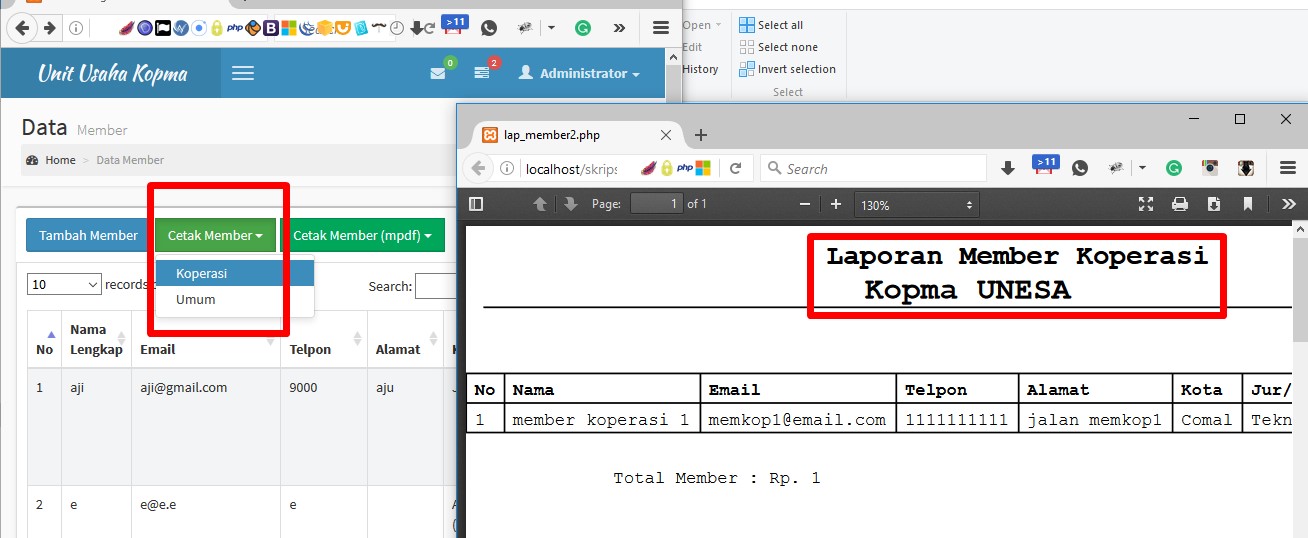 >11
php
B
Search
Open
Edit
History
Select all
Select none
Invert selection
Select
Unit Usaha Kopma
0
2
Administrator
Data Member
Home > Data Member
Tambah Member
Cetak Member
Cetak Member (mpdf)
Koperasi
Umum
10
records
Search:
No
Nama Lengkap
Email
Telpon
Alamat
1
aji
aji@gmail.com
9000
aju
2
e
e@e.e
e
lap_member2.php
localhost/skrips
php
Search
>11
Page: 1 of 1
130%
Laporan Member Koperasi
Kopma UNESA
No Nama Email Telpon Alamat Kota Jur/
1 member koperasi 1 memkop1@email.com 1111111111 jalan memkop1 Comal Tekn
Total Member : Rp. 1